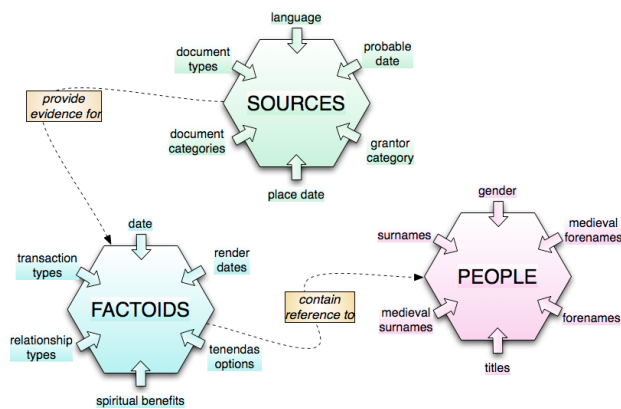 language
document
types
probable
date
provide
evidence for
SOURCES
document
categories
grantor
category
place date
gender
date
surnames
medieval
forenames
transaction
types
render
dates
PEOPLE
FACTOIDS
contain
reference to
medieval
surnames
forenames
relationship
types
tenendas
options
titles
spiritual benefits